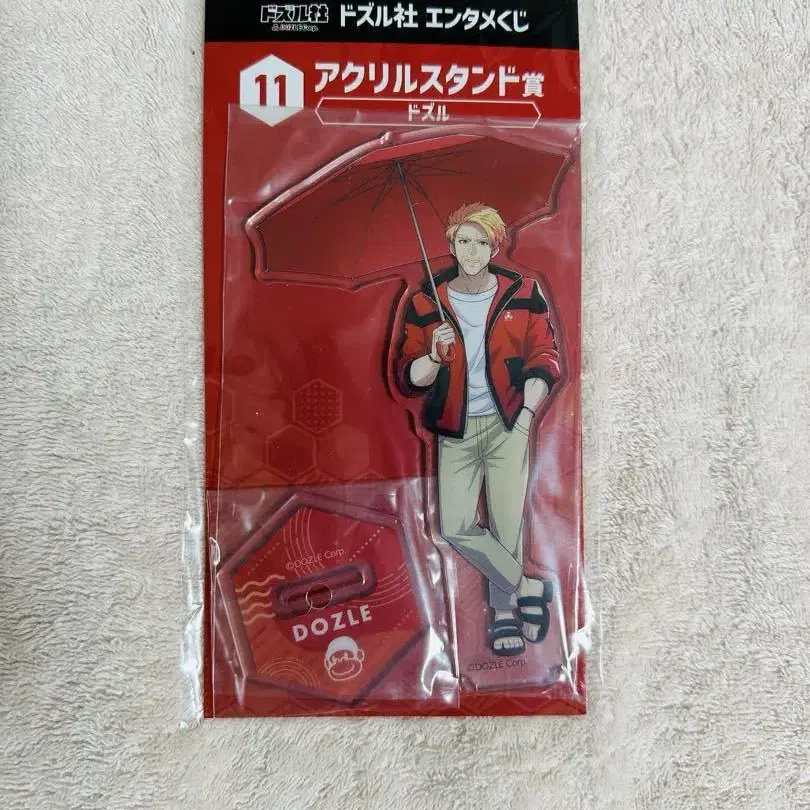 ドズル社
& DOZLE Corp.
ドズル社 エンタメくじ
11 アクリルスタンド賞
ドズル
©DOZLE Corp.
DOZLE
©DOZLE Corp.